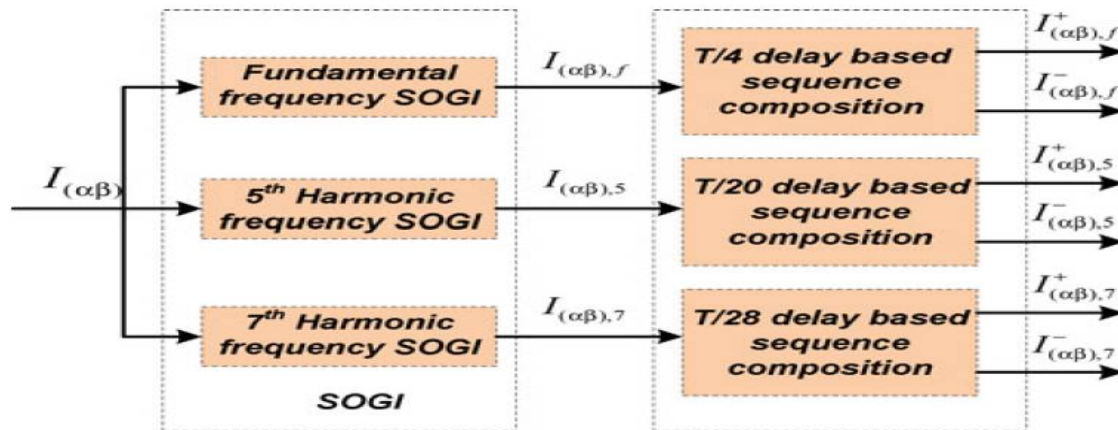 I(αβ)
Fundamental
frequency SOGI
5th Harmonic
frequency SOGI
7th Harmonic
frequency SOGI
SOGI
I(αβ),f
I(αβ),5
I(αβ),7
T/4 delay based
sequence
composition
T/20 delay based
sequence
composition
T/28 delay based
sequence
composition
I+(αβ),f
I-(αβ),f
I+(αβ),5
I-(αβ),5
I+(αβ),7
I-(αβ),7